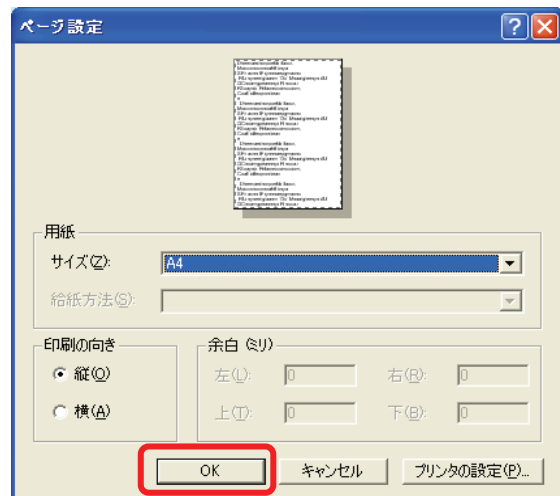 ページ設定
用紙
サイズ(Z):
A4
給紙方法(S):
印刷の向き
縦(O)
横(A)
余白 (ミリ)
左(L): 0 右(R): 0
上(T): 0 下(B): 0
OK キャンセル プリンタの設定(P)...